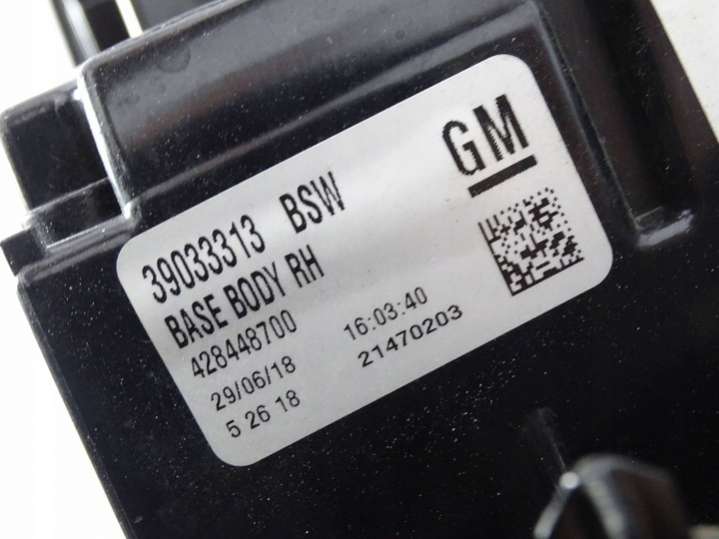 GM
39033313 BSW
BASE BODY RH
428448700
29/06/18 16:03:40
5 26 18 21470203